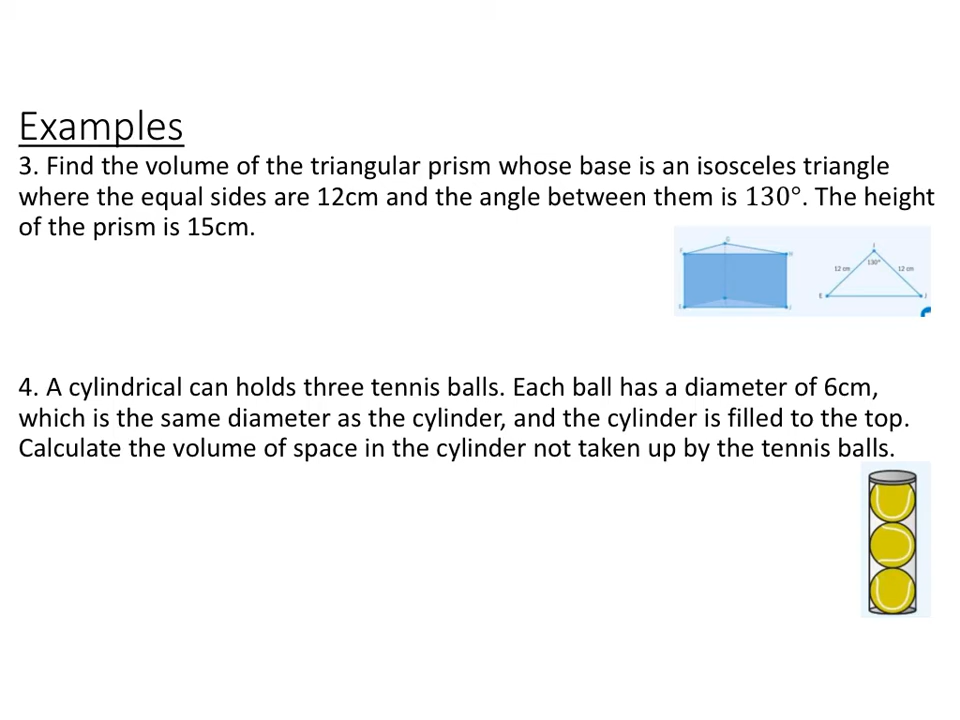 Examples
3. Find the volume of the triangular prism whose base is an isosceles triangle
where the equal sides are 12cm and the angle between them is 130°. The height
of the prism is 15cm.
12 cm
130°
12 cm
E
J
4. A cylindrical can holds three tennis balls. Each ball has a diameter of 6cm,
which is the same diameter as the cylinder, and the cylinder is filled to the top.
Calculate the volume of space in the cylinder not taken up by the tennis balls.